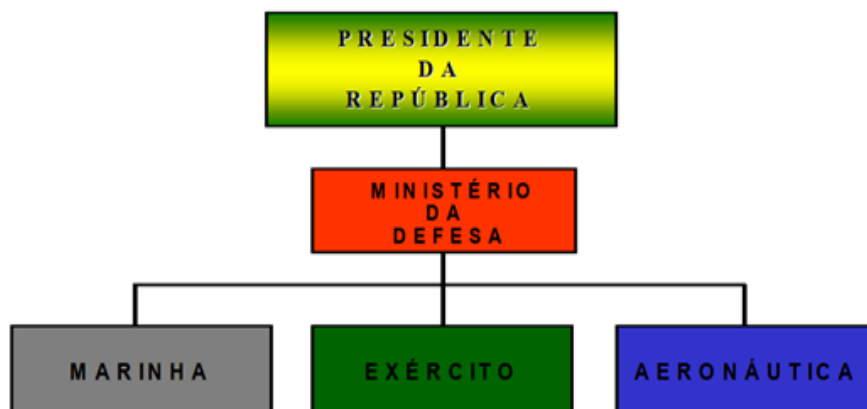 PRESIDENTE
DA
REPÚBLICA
MINISTÉRIO
DA
DEFESA
MARINHA
EXÉRCITO
AERONÁUTICA